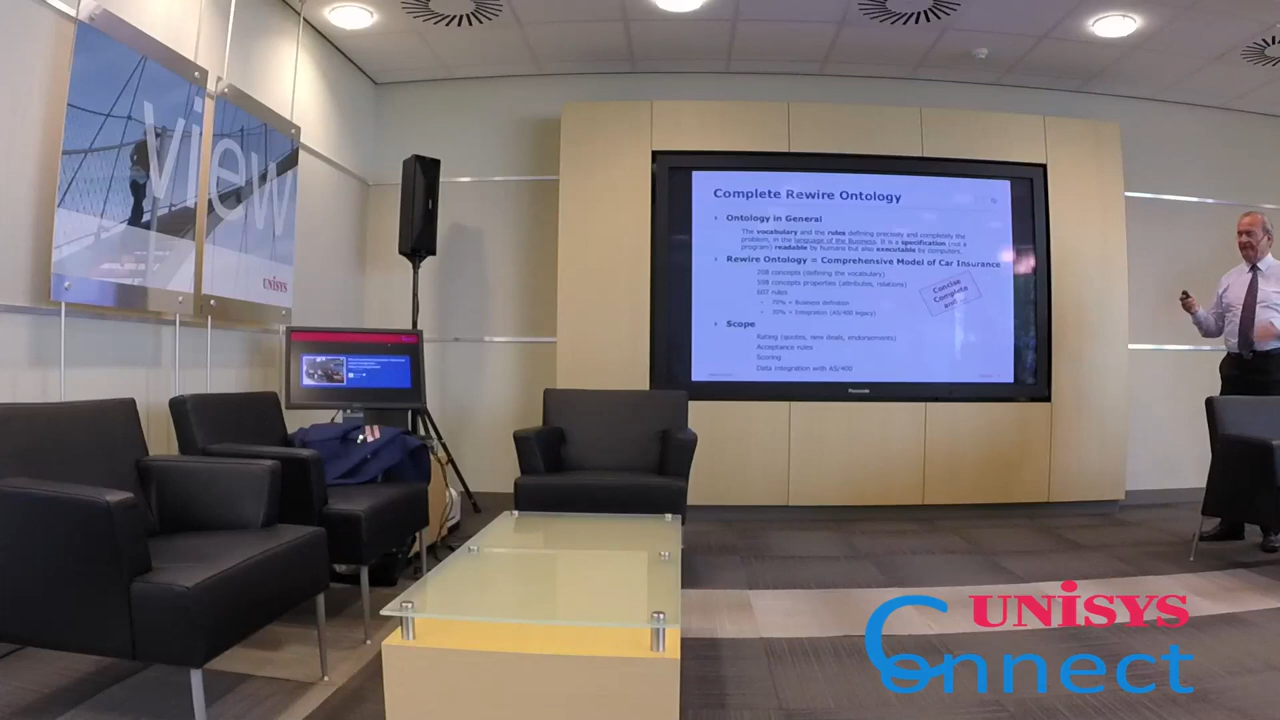 view
UNISYS
Complete Rewire Ontology
Ontology in General
The vocabulary and the rules defining precisely and completely the
problem, in the language of the Business. It is a specification (not a
program) readable by humans but also executable by computers.
Rewire Ontology = Comprehensive Model of Car Insurance
208 concepts (defining the vocabulary)
concepts properties (attributes, relations)
607 rules
70% = Business definition
30% = Integration (AS/400 legacy)
Concise
Complete
and
Scope
Rating (quotes, new deals, endorsements)
Acceptance rules
Scoring
Data integration with AS/400
Panasonic
UNISYS
Connect